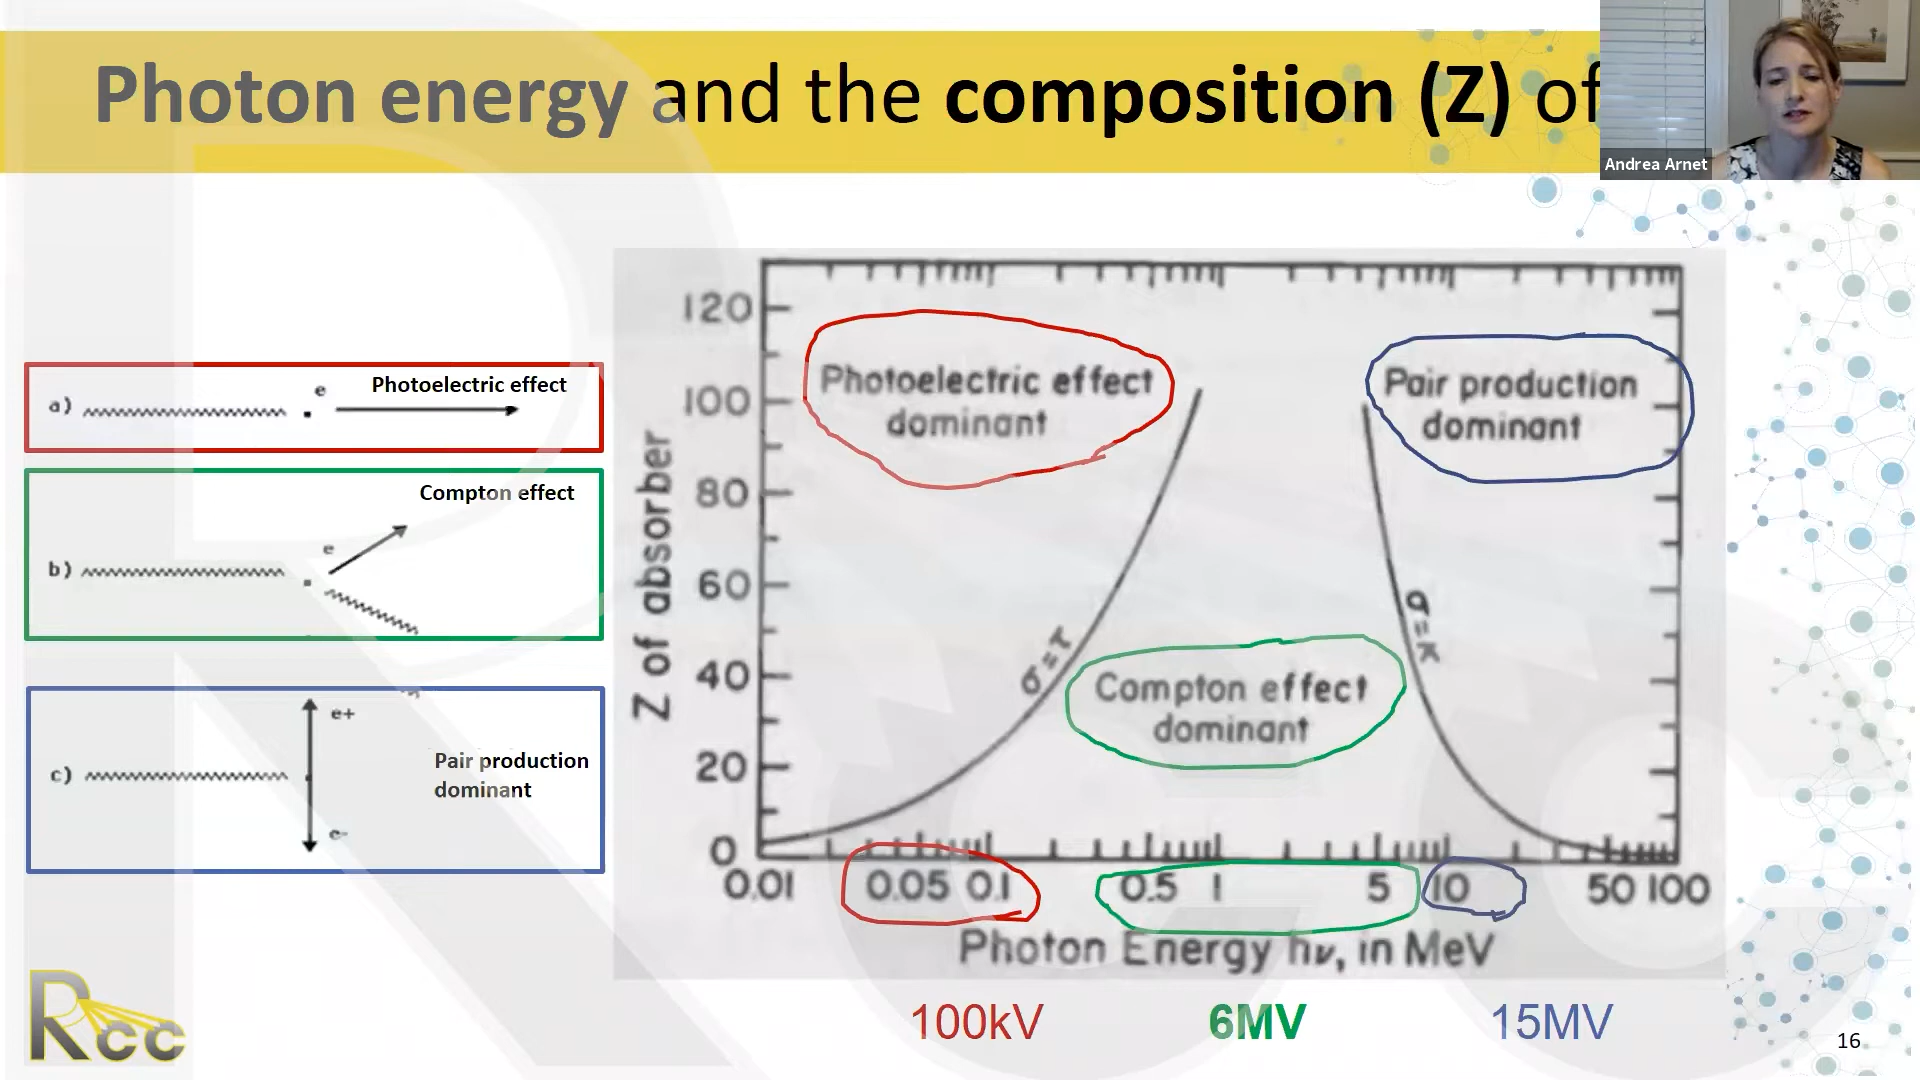 Photon energy and the composition (Z) of
Andrea Arnet
a)
e
Photoelectric effect
Compton effect
b)
e
e+
c)
Pair production
dominant
e-
120
100
80
60
40
20
0
Z of absorber
Photoelectric effect
dominant
Pair production
dominant
σ=τ
σ=κ
Compton effect
dominant
0.01 0.05 0.1 0.5 1 5 10 50 100
Photon Energy hν, in MeV
100kV 6MV 15MV
Rcc
16